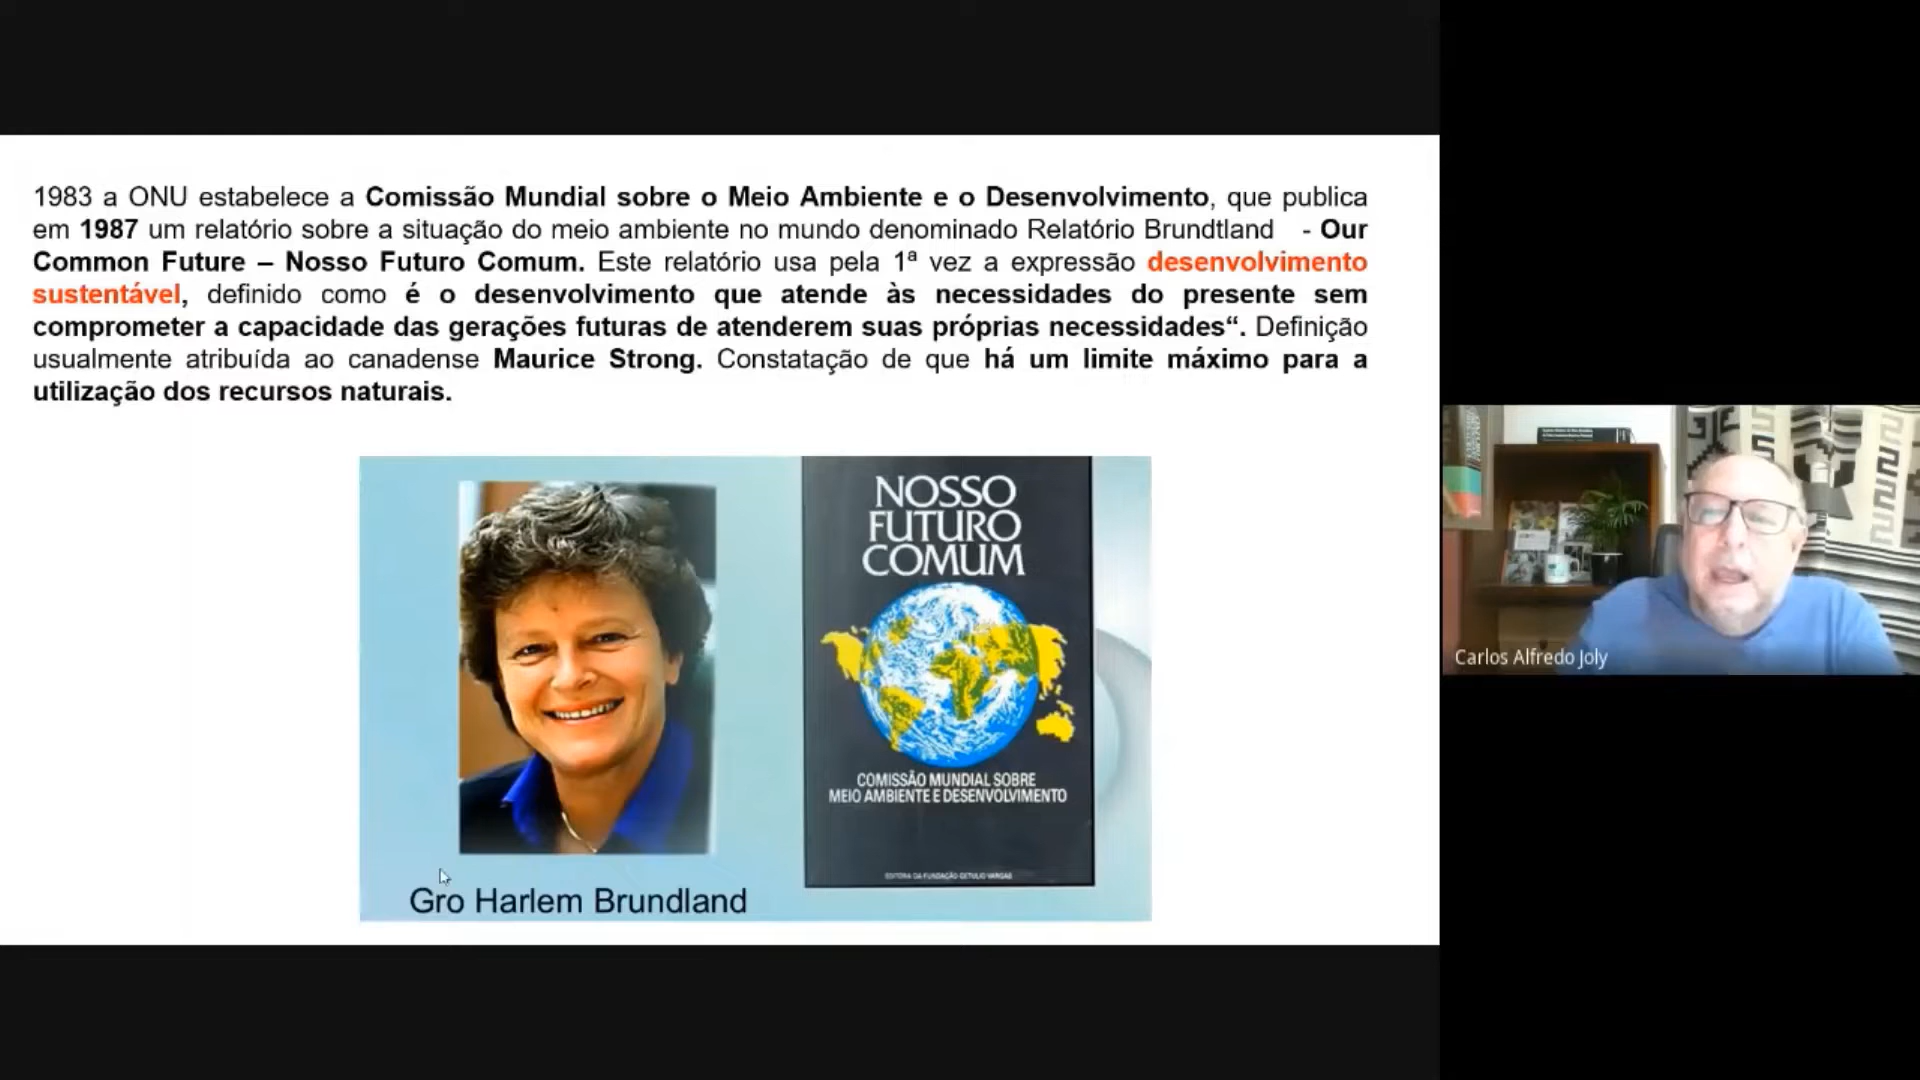 1983 a ONU estabelece a Comissão Mundial sobre o Meio Ambiente e o Desenvolvimento, que publica
em 1987 um relatório sobre a situação do meio ambiente no mundo denominado Relatório Brundtland - Our
Common Future – Nosso Futuro Comum. Este relatório usa pela 1ª vez a expressão desenvolvimento
sustentável, definido como é o desenvolvimento que atende às necessidades do presente sem
comprometer a capacidade das gerações futuras de atenderem suas próprias necessidades“. Definição
usualmente atribuída ao canadense Maurice Strong. Constatação de que há um limite máximo para a
utilização dos recursos naturais.
NOSSO
FUTURO
COMUM
COMISSÃO MUNDIAL SOBRE
MEIO AMBIENTE E DESENVOLVIMENTO
EDITORA DA FUNDAÇÃO GETULIO VARGAS
Gro Harlem Brundland
Carlos Alfredo Joly